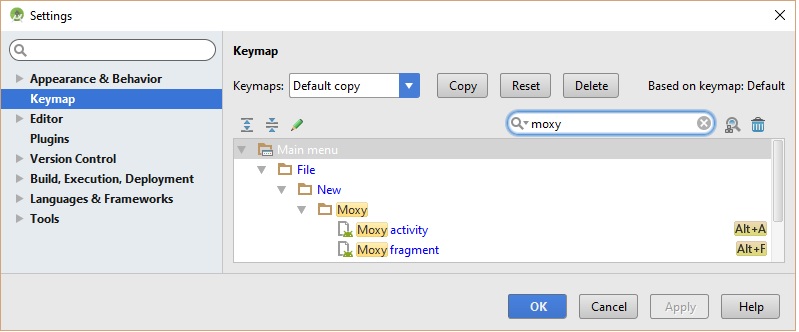 Settings
Keymap
Appearance & Behavior
Keymap
Editor
Plugins
Version Control
Build, Execution, Deployment
Languages & Frameworks
Tools
Keymaps: Default copy Copy Reset Delete Based on keymap: Default
moxy
Main menu
File
New
Moxy
Moxy activity Alt+A
Moxy fragment Alt+F
OK Cancel Apply Help